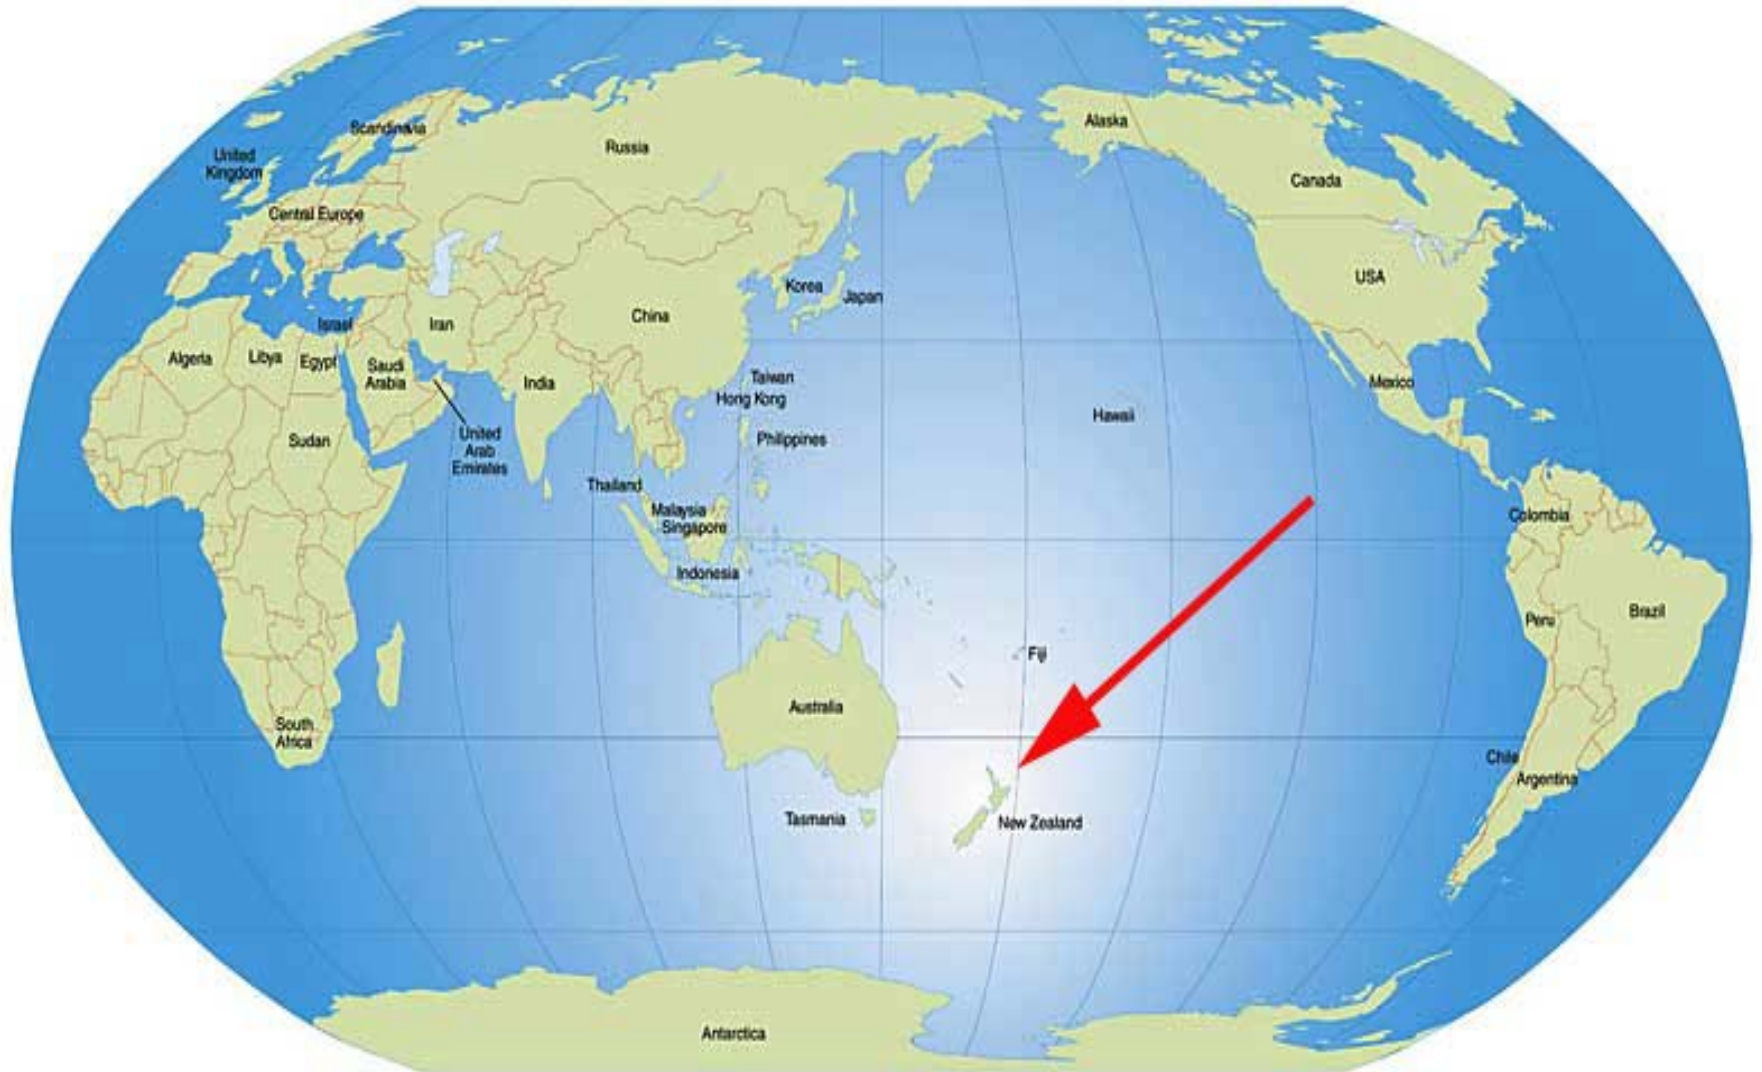 Alaska
Scandinavia
Russia
United
Kingdom
Canada
Central Europe
USA
Korea
Japan
China
Israel
Iran
Algeria
Libya
Egypt
Saudi
Arabia
India
Taiwan
Hong Kong
Mexico
Hawaii
Sudan
United
Arab
Emirates
Philippines
Thailand
Malaysia
Singapore
Colombia
Indonesia
Brazil
Peru
Fiji
Australia
South
Africa
Chile
Argentina
Tasmania
New Zealand
Antarctica